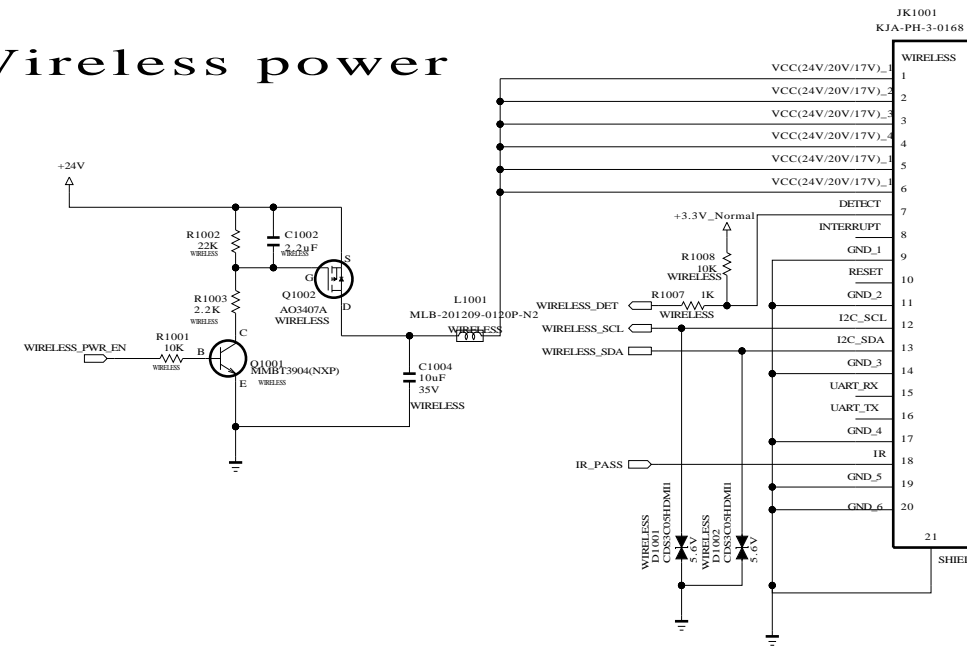 JK1001
KJA-PH-3-0168
Wireless power
WIRELESS
VCC(24V/20V/17V)_1
1
VCC(24V/20V/17V)_2
2
VCC(24V/20V/17V)_3
3
VCC(24V/20V/17V)_4
4
VCC(24V/20V/17V)_1
5
VCC(24V/20V/17V)_1
6
DETECT
7
INTERRUPT
8
GND_1
9
RESET
10
GND_2
11
I2C_SCL
12
I2C_SDA
13
GND_3
14
UART_RX
15
UART_TX
16
GND_4
17
IR
18
GND_5
19
GND_6
20
21
SHIEL
+24V
R1002
22K
WIRELESS
C1002
2.2uF
WIRELESS
S
G
D
Q1002
AO3407A
WIRELESS
R1003
2.2K
WIRELESS
R1001
10K
WIRELESS
WIRELESS_PWR_EN
C
B
E
Q1001
MMBT3904(NXP)
WIRELESS
L1001
MLB-201209-0120P-N2
WIRELESS
C1004
10uF
35V
WIRELESS
+3.3V_Normal
R1008
10K
WIRELESS
R1007 1K
WIRELESS
WIRELESS_DET
WIRELESS_SCL
WIRELESS_SDA
IR_PASS
WIRELESS
D1001
CDS3C05HDMI1
5.6V
WIRELESS
D1002
CDS3C05HDMI1
5.6V